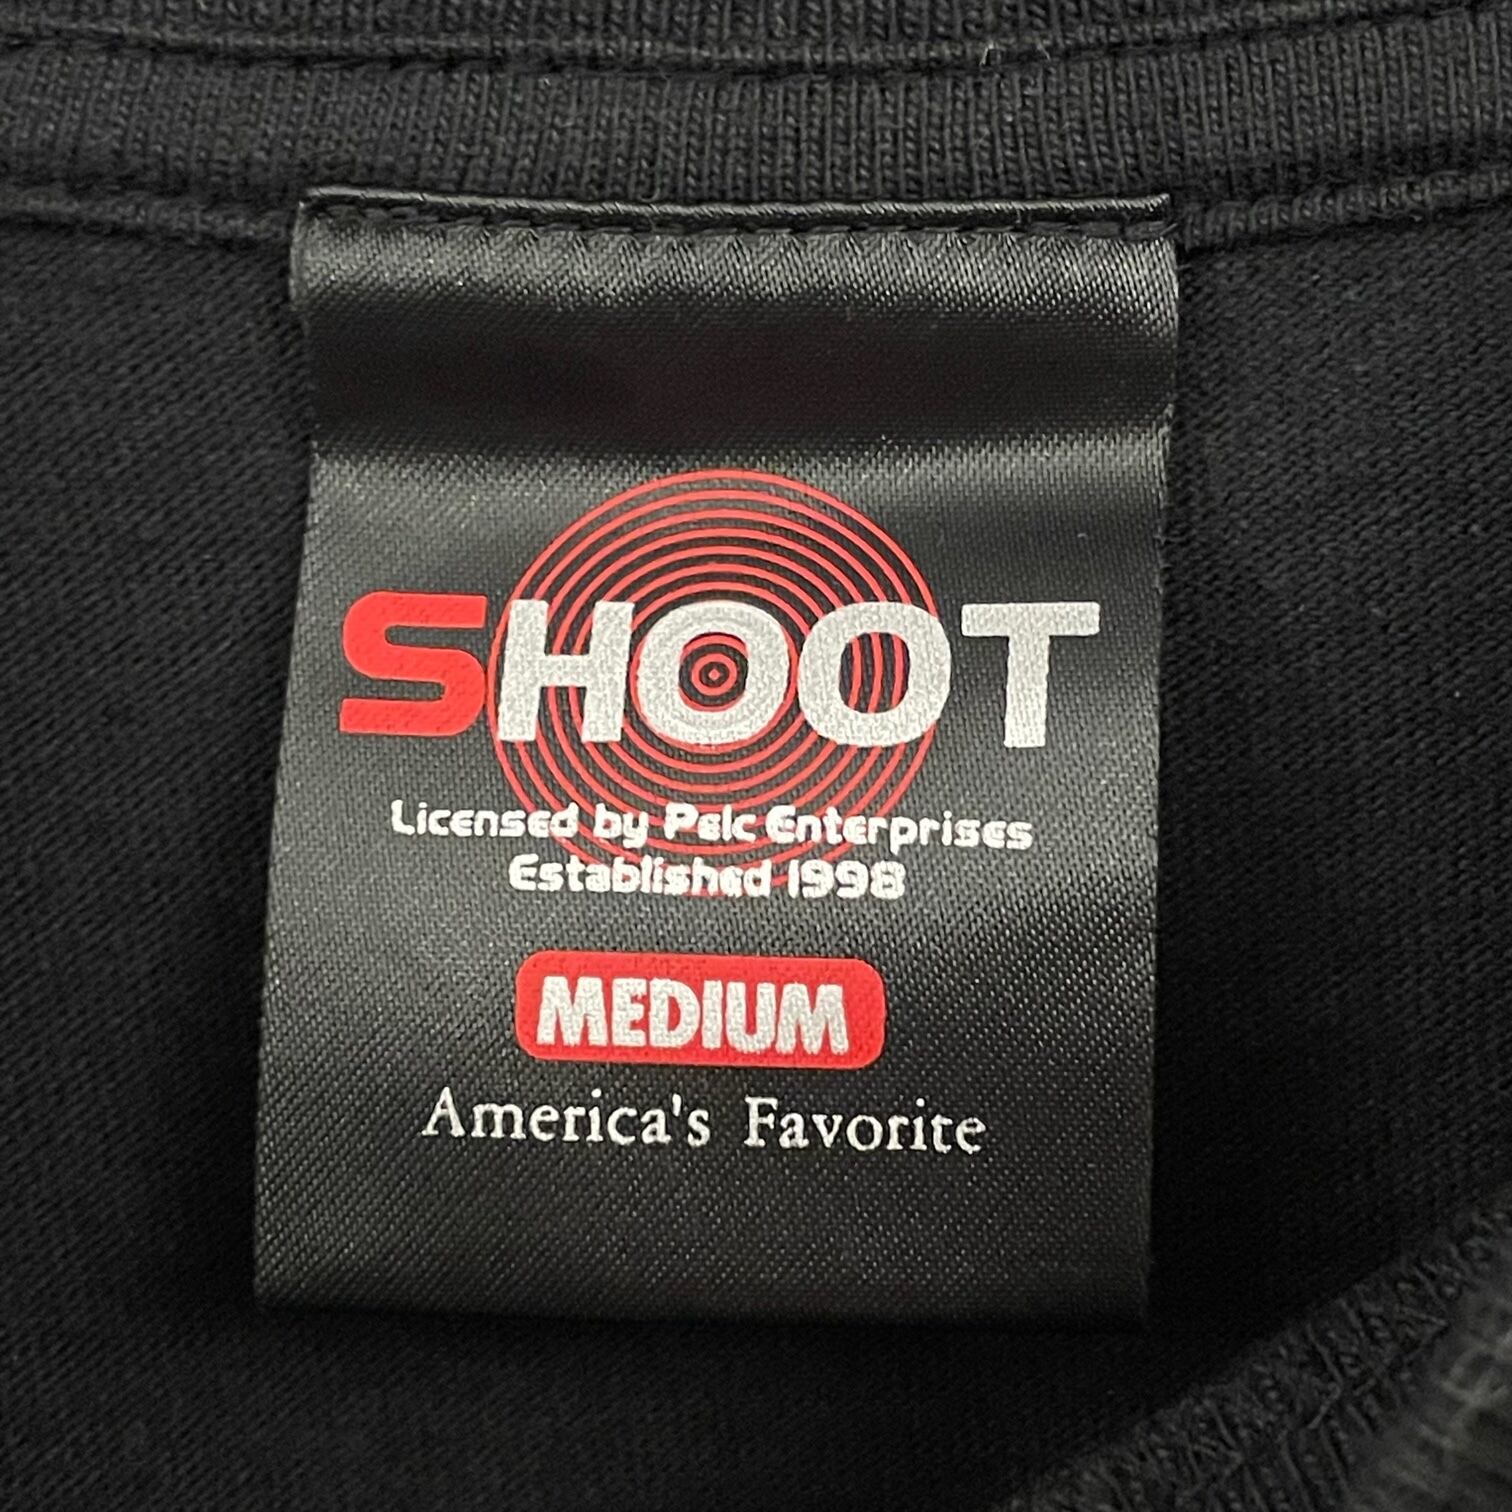 SHOOT
Licensed by Pelc Enterprises
Established 1998
MEDIUM
America's Favorite